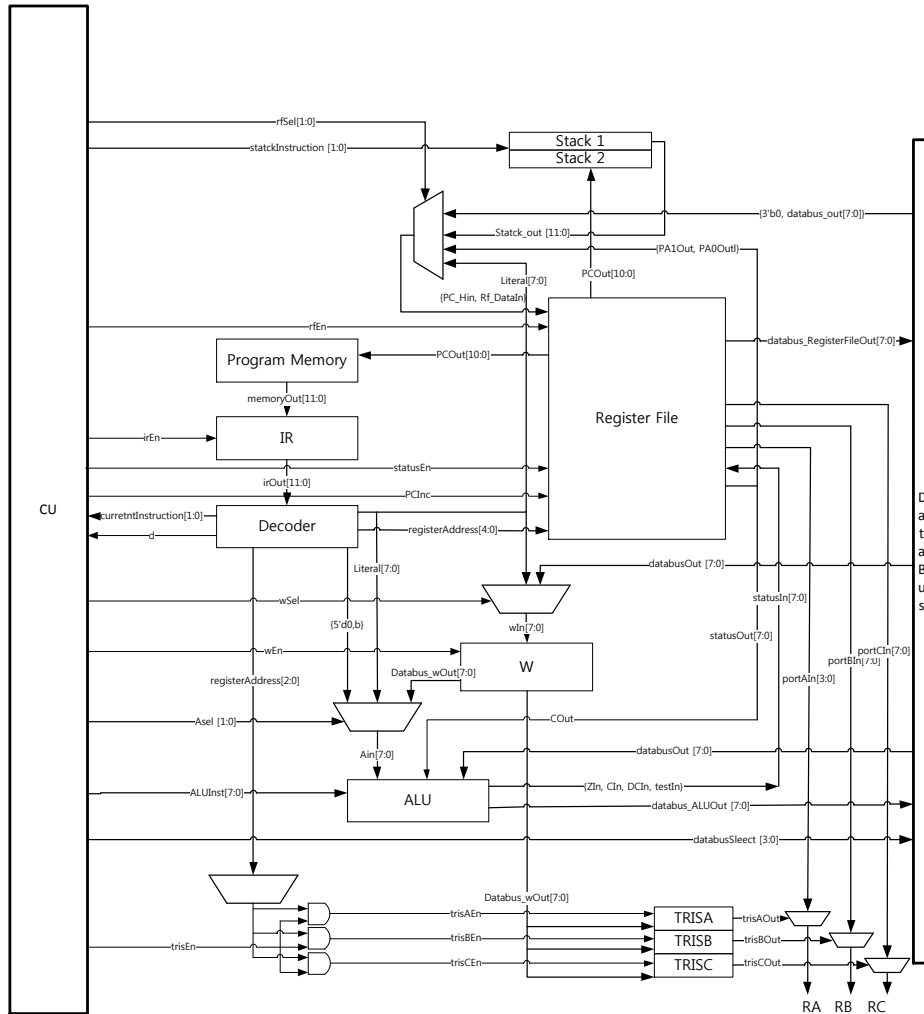 rfSel[1:0]
statckInstruction [1:0]
Stack 1
Stack 2
{3'b0, databus_out[7:0]}
Statck_out [11:0]
{PA1Out, PA0Outl}
Literal[7:0]
PCOut[10:0]
{PC_Hin, Rf_DataIn}
rfEn
databus_RegisterFileOut[7:0]
Program Memory
PCOut[10:0]
memoryOut[11:0]
Register File
irEn
IR
statusEn
irOut[11:0]
PCInc
CU
curretntInstruction[1:0]
Decoder
registerAddress[4:0]
d
D
a
t
a
B
u
s
Literal[7:0]
databusOut [7:0]
wSel
statusIn[7:0]
{5'd0,b}
wIn[7:0]
statusOut[7:0]
wEn
W
portCIn[7:0]
portBIn[7:0]
portAIn[3:0]
Databus_wOut[7:0]
registerAddress[2:0]
Asel [1:0]
COut
Ain[7:0]
databusOut [7:0]
ALUInst[7:0]
ALU
{ZIn, CIn, DCIn, testIn}
databus_ALUOut [7:0]
databusSleect [3:0]
Databus_wOut[7:0]
trisAEn
TRISA
trisAOut
trisEn
trisBEn
TRISB
trisBOut
trisCEn
TRISC
trisCOut
RA
RB
RC